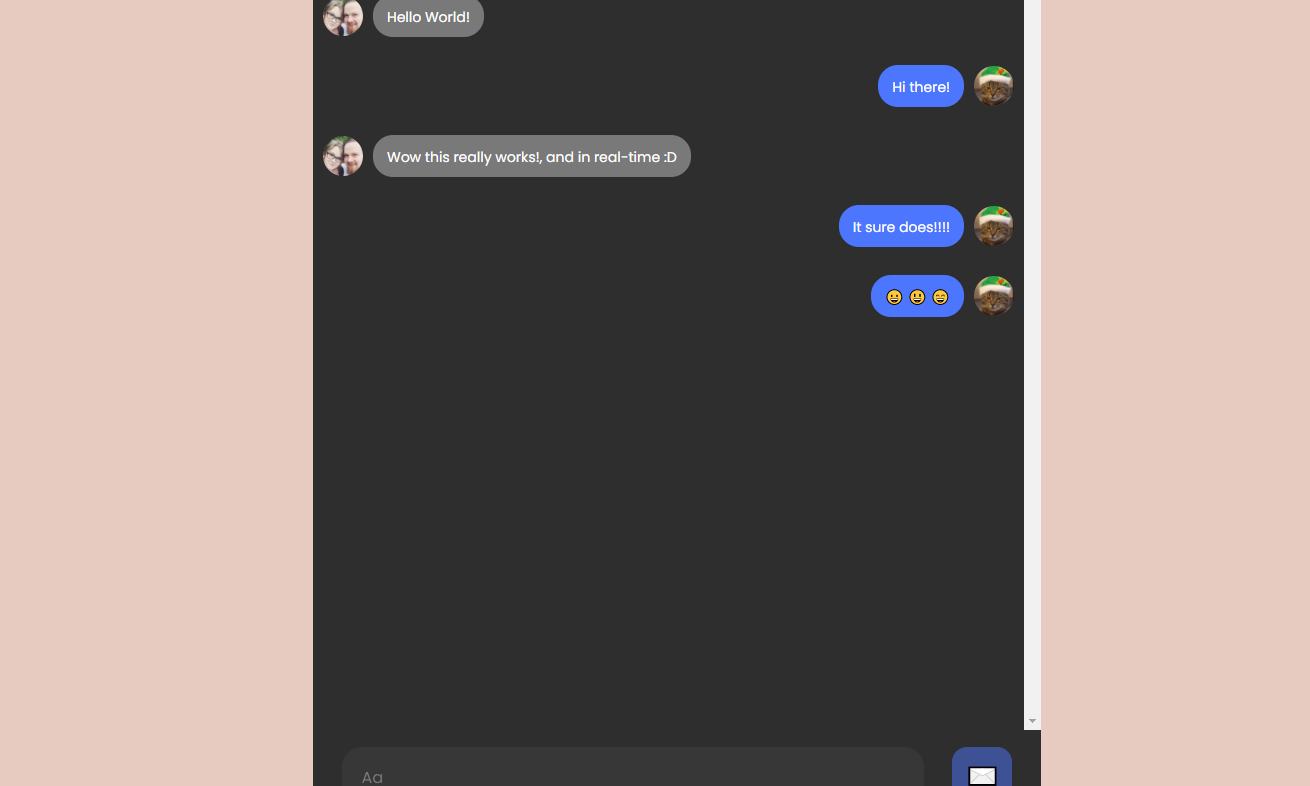 Hello World!
Hi there!
Wow this really works!, and in real-time :D
It sure does!!!!
😀 😃 😄
Aa